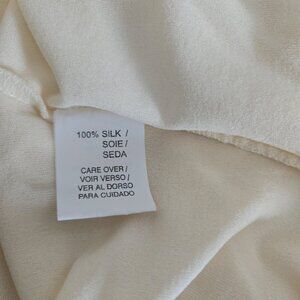 100% SILK /
SOIE /
SEDA
CARE OVER /
VOIR VERSO /
VER AL DORSO
PARA CUIDADO